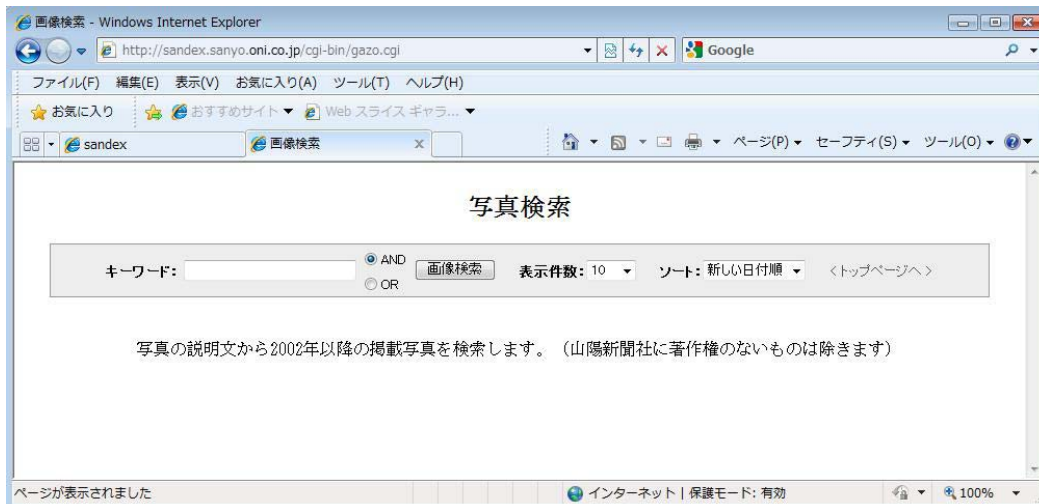 画像検索 - Windows Internet Explorer
http://sandex.sanyo.oni.co.jp/cgi-bin/gazo.cgi Google
ファイル(F) 編集(E) 表示(V) お気に入り(A) ツール(T) ヘルプ(H)
お気に入り おすすめサイト Web スライス ギャラ...
sandex 画像検索 x ページ(P) セーフティ(S) ツール(O)
写真検索
キーワード: AND 画像検索 表示件数: 10 ソート: 新しい日付順 <トップページへ>
OR
写真の説明文から2002年以降の掲載写真を検索します。(山陽新聞社に著作権のないものは除きます)
ページが表示されました インターネット | 保護モード: 有効 100%